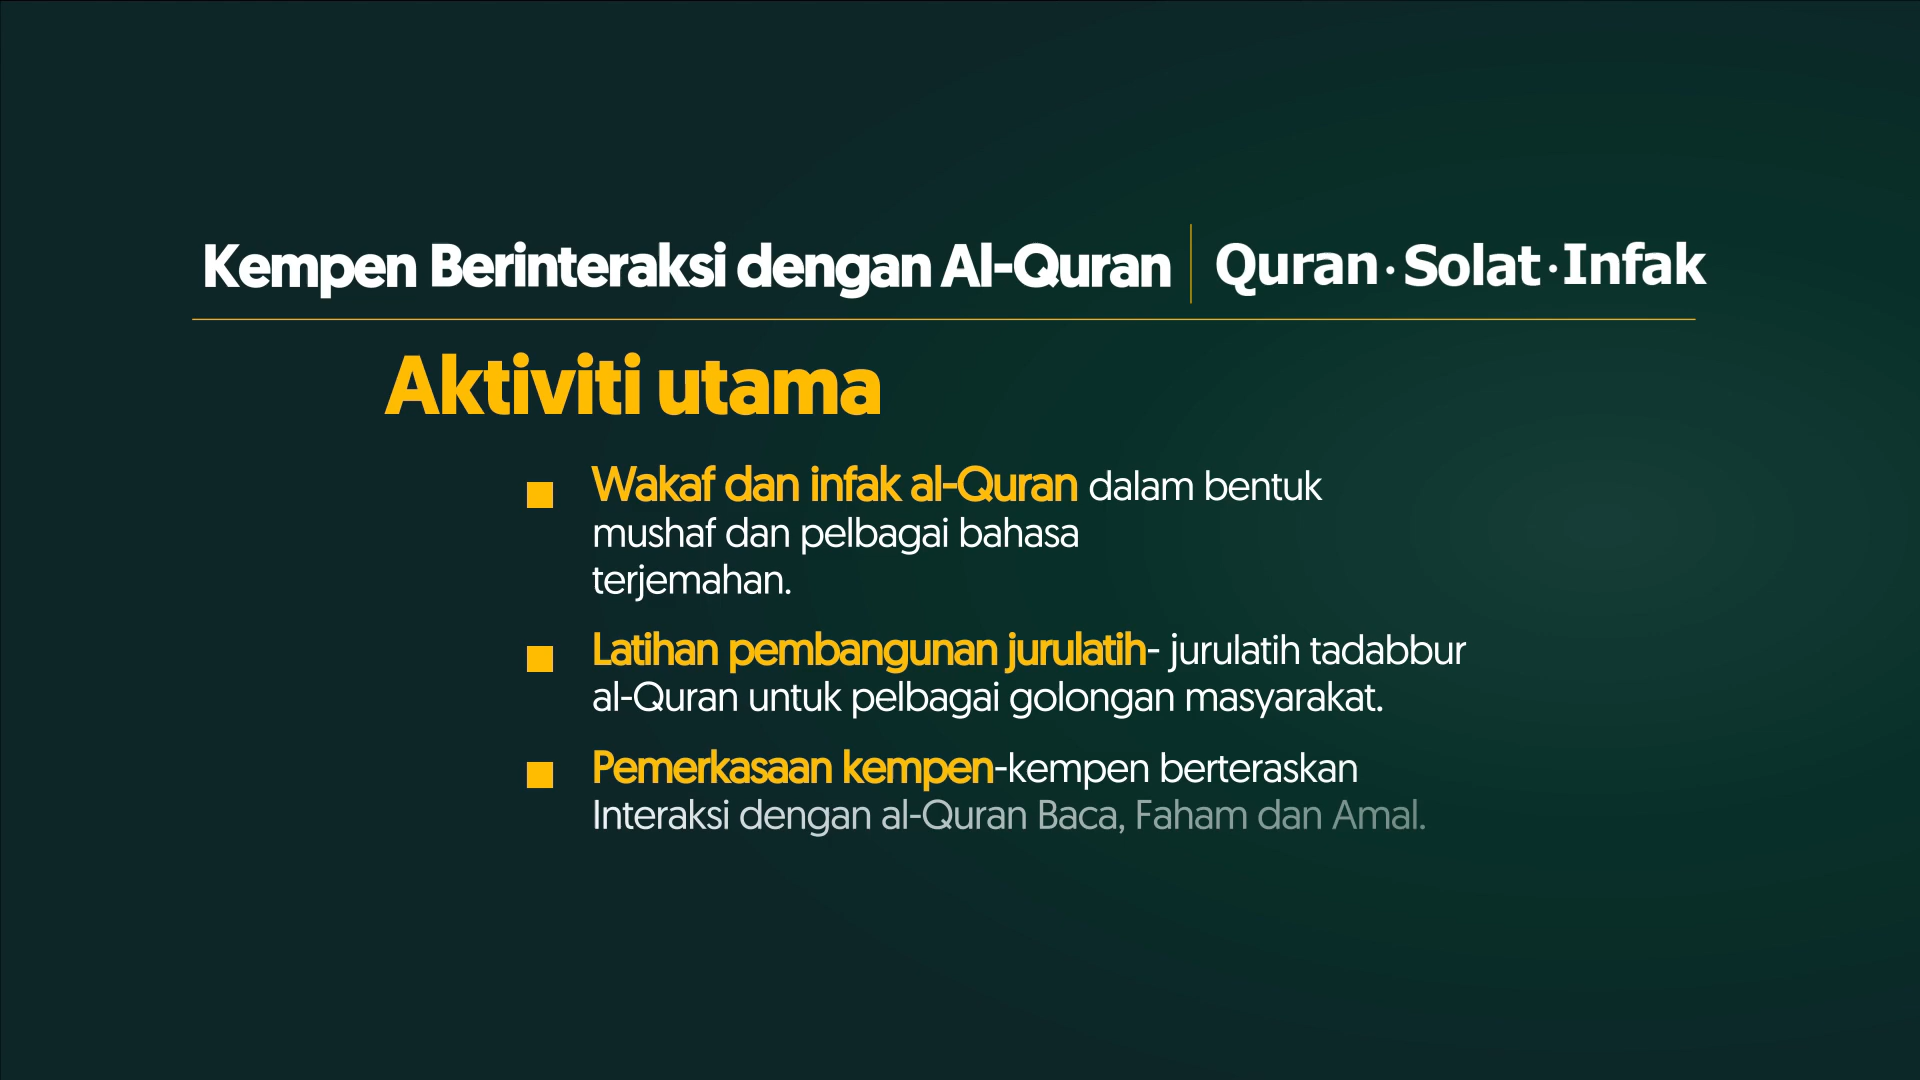 Kempen Berinteraksi dengan Al-Quran | Quran · Solat · Infak
Aktiviti utama
Wakaf dan infak al-Quran dalam bentuk
mushaf dan pelbagai bahasa
terjemahan.
Latihan pembangunan jurulatih- jurulatih tadabbur
al-Quran untuk pelbagai golongan masyarakat.
Pemerkasaan kempen-kempen berteraskan
Interaksi dengan al-Quran Baca, Faham dan Amal.